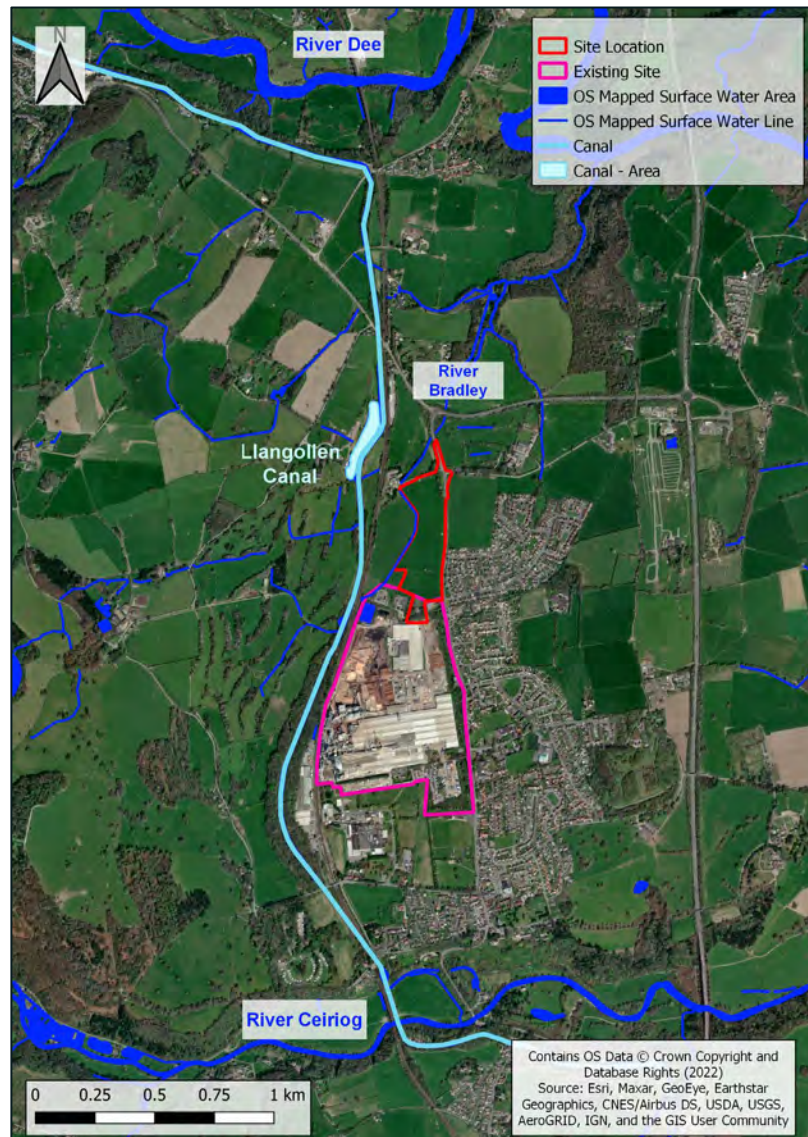 N
River Dee
Site Location
Existing Site
OS Mapped Surface Water Area
OS Mapped Surface Water Line
Canal
Canal - Area
River
Bradley
Llangollen
Canal
River Ceiriog
0 0.25 0.5 0.75 1 km
Contains OS Data © Crown Copyright and
Database Rights (2022)
Source: Esri, Maxar, GeoEye, Earthstar
Geographics, CNES/Airbus DS, USDA, USGS,
AeroGRID, IGN, and the GIS User Community